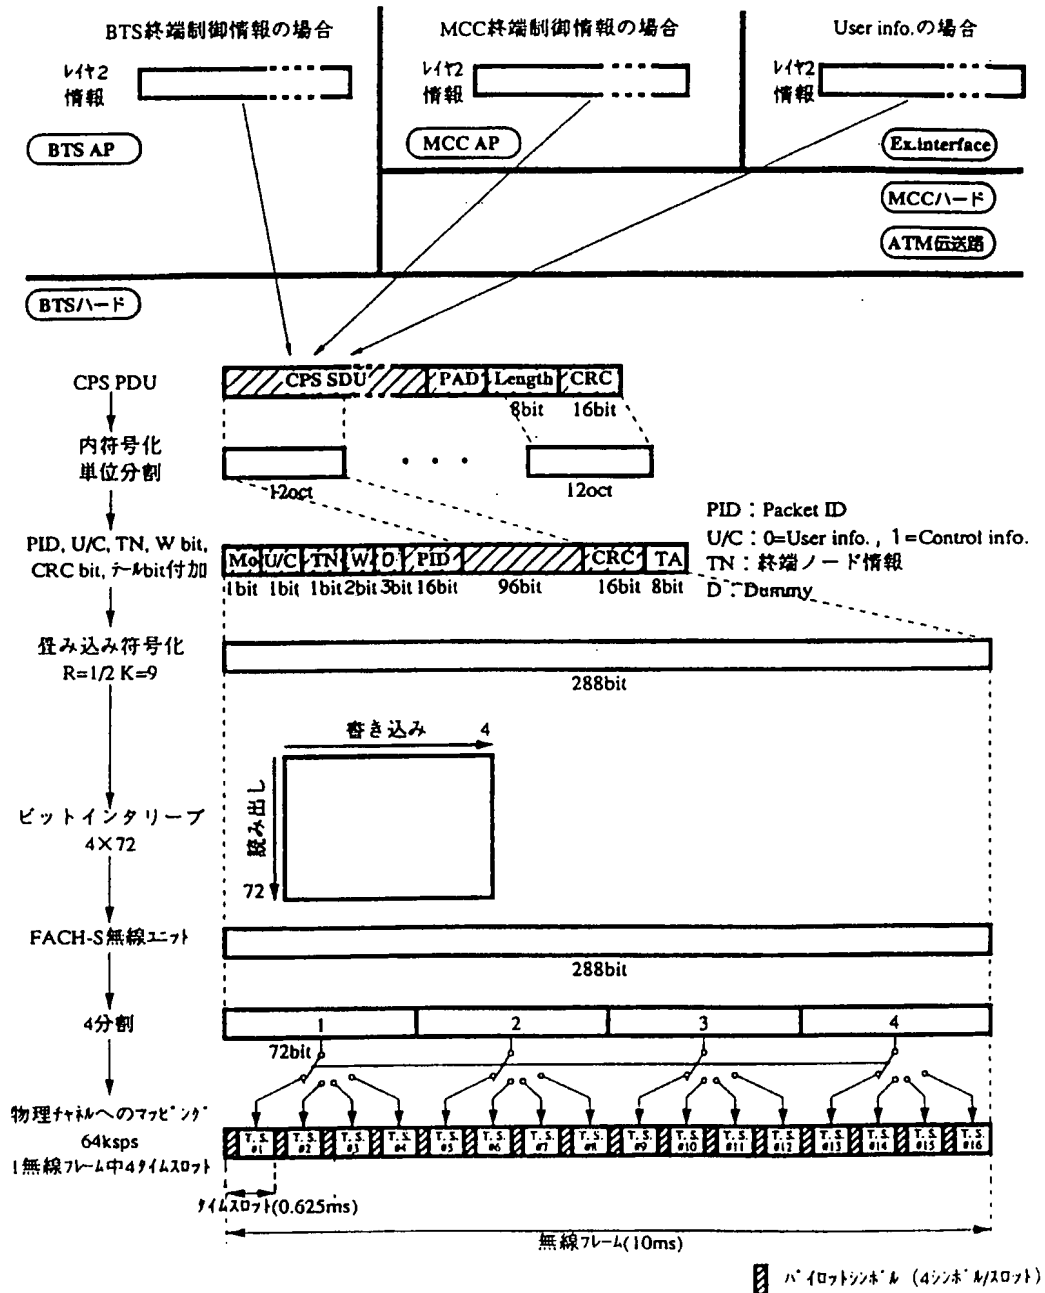 BTS終端制御情報の場合
MCC終端制御情報の場合
User info.の場合
レイヤ2
情報
レイヤ2
情報
レイヤ2
情報
BTS AP
MCC AP
Ex.interface
MCCハード
ATM伝送路
BTSハード
CPS PDU
CPS SDU
PAD
Length
CRC
8bit
16bit
内符号化
単位分割
12oct
・・・
12oct
PID, U/C, TN, W bit,
CRC bit, テールbit付加
PID：Packet ID
U/C：0=User info. , 1=Control info.
TN：終端ノード情報
D：Dummy
Mo
U/C
TN
W
D
PID
CRC
TA
1bit
1bit
1bit
2bit
3bit
16bit
96bit
16bit
8bit
畳み込み符号化
R=1/2 K=9
288bit
書き込み
4
読み出し
72
ビットインタリーブ
4×72
FACH-S無線ユニット
288bit
4分割
1
2
3
4
72bit
物理チャネルへのマッピング
64ksps
1無線フレーム中4タイムスロット
T. S. #1
T. S. #2
T. S. #3
T. S. #4
T. S. #5
T. S. #6
T. S. #7
T. S. #8
T. S. #9
T. S. #10
T. S. #11
T. S. #12
T. S. #13
T. S. #14
T. S. #15
T. S. #16
タイムスロット(0.625ms)
無線フレーム(10ms)
パイロットシンボル (4シンボル/スロット)